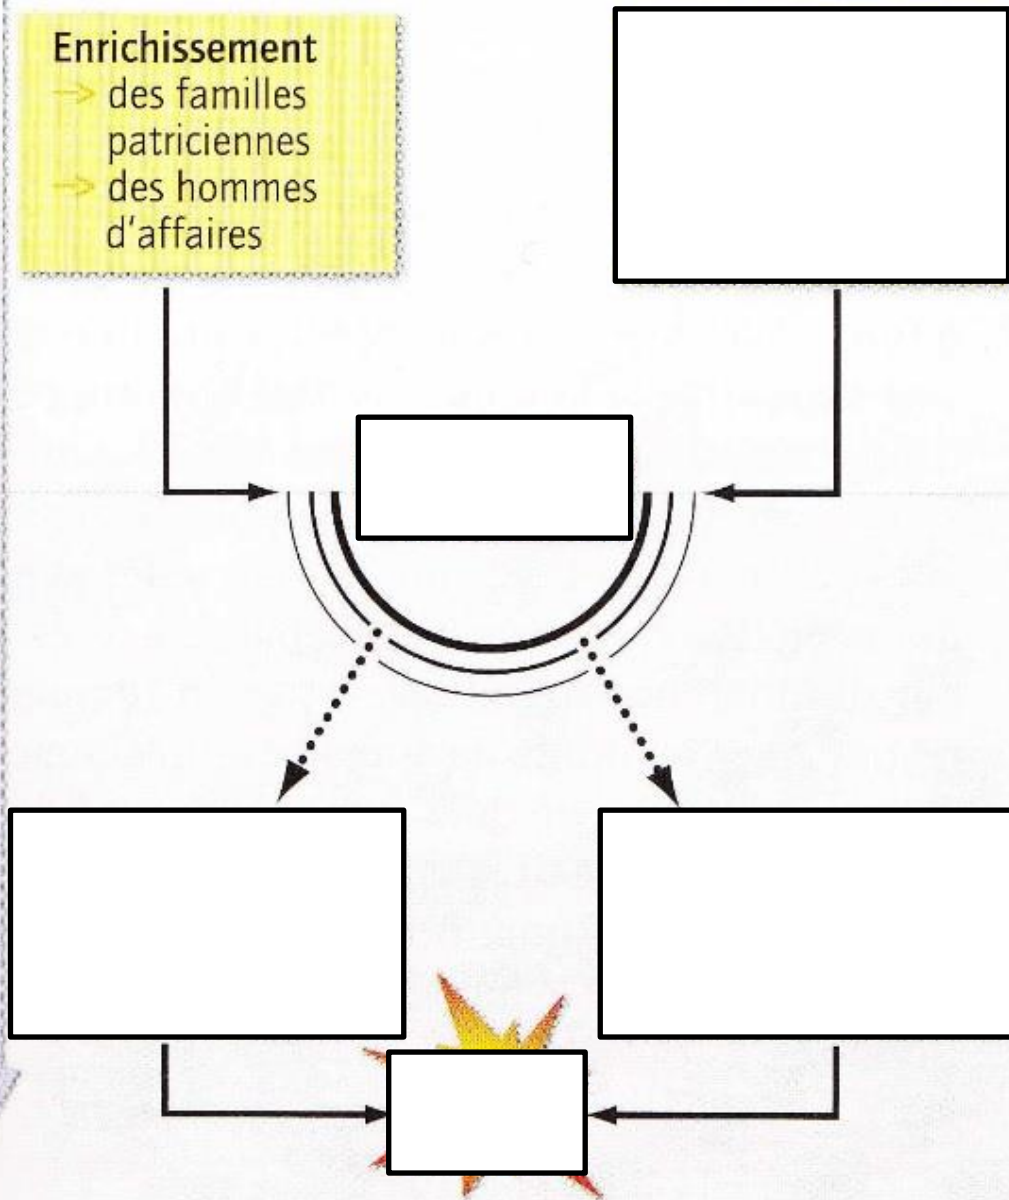 Enrichissement
→ des familles
patriciennes
→ des hommes
d'affaires